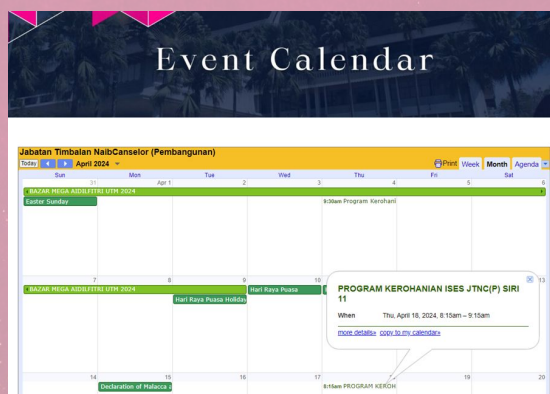 Event Calendar
Jabatan Timbalan NaibCanselor (Pembangunan)
Today April 2024 Print Week Month Agenda
Sun Mon Tue Wed Thu Fri Sat
31 Apr 1 2 3 4 5 6
BAZAR MEGA AIDILFITRI UTM 2024
Easter Sunday 9:30am Program Kerohani
7 8 9 10 13
BAZAR MEGA AIDILFITRI UTM 2024 Hari Raya Puasa
Hari Raya Puasa Holiday
PROGRAM KEROHANIAN ISES JTNC(P) SIRI
11
When Thu, April 18, 2024, 8:15am – 9:15am
more details» copy to my calendar»
14 15 16 17 19 20
Declaration of Malacca a 8:15am PROGRAM KEROH